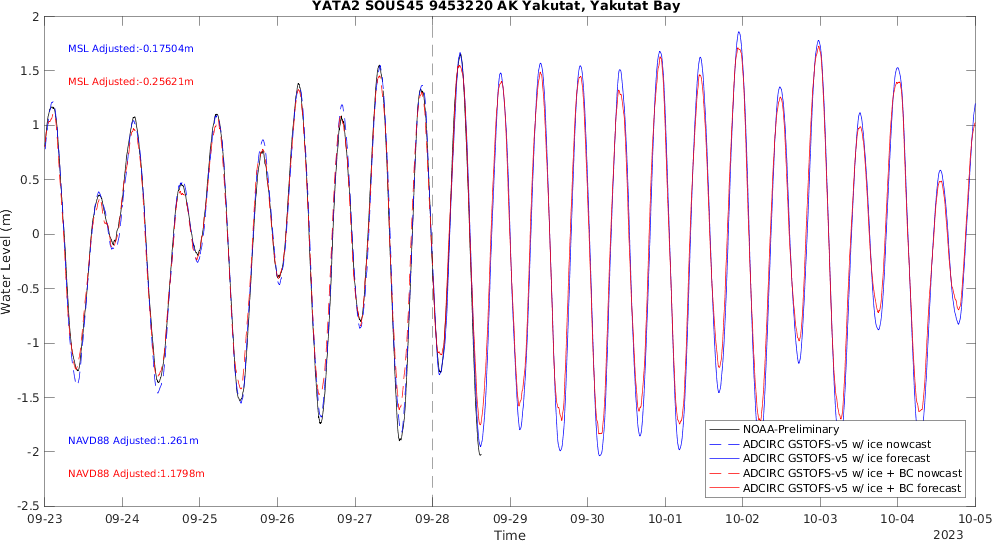 YATA2 SOUS45 9453220 AK Yakutat, Yakutat Bay
2
1.5
1
0.5
0
-0.5
-1
-1.5
-2
-2.5
Water Level (m)
MSL Adjusted:-0.17504m
MSL Adjusted:-0.25621m
NAVD88 Adjusted:1.261m
NAVD88 Adjusted:1.1798m
NOAA-Preliminary
ADCIRC GSTOFS-v5 w/ ice nowcast
ADCIRC GSTOFS-v5 w/ ice forecast
ADCIRC GSTOFS-v5 w/ ice + BC nowcast
ADCIRC GSTOFS-v5 w/ ice + BC forecast
09-23 09-24 09-25 09-26 09-27 09-28 09-29 09-30 10-01 10-02 10-03 10-04 10-05
Time
2023